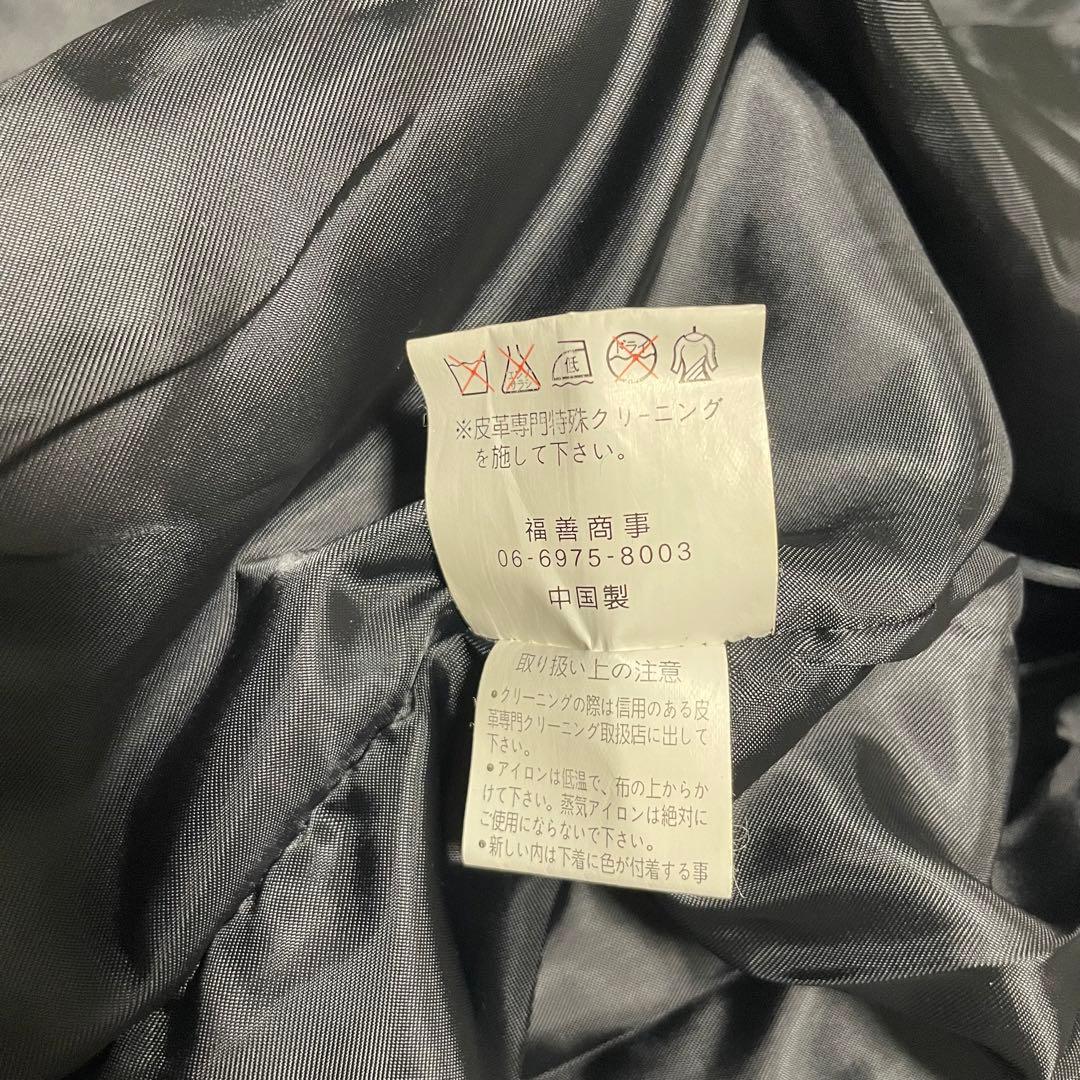 低
ドライ
※皮革専門特殊クリーニング
を施して下さい。
福善商事
06-6975-8003
中国製
取り扱い上の注意
●クリーニングの際は信用のある皮
革専門クリーニング取扱店に出して
下さい。
●アイロンは低温で、布の上からか
けて下さい。蒸気アイロンは絶対に
ご使用にならないで下さい。
●新しい内は下着に色が付着する事